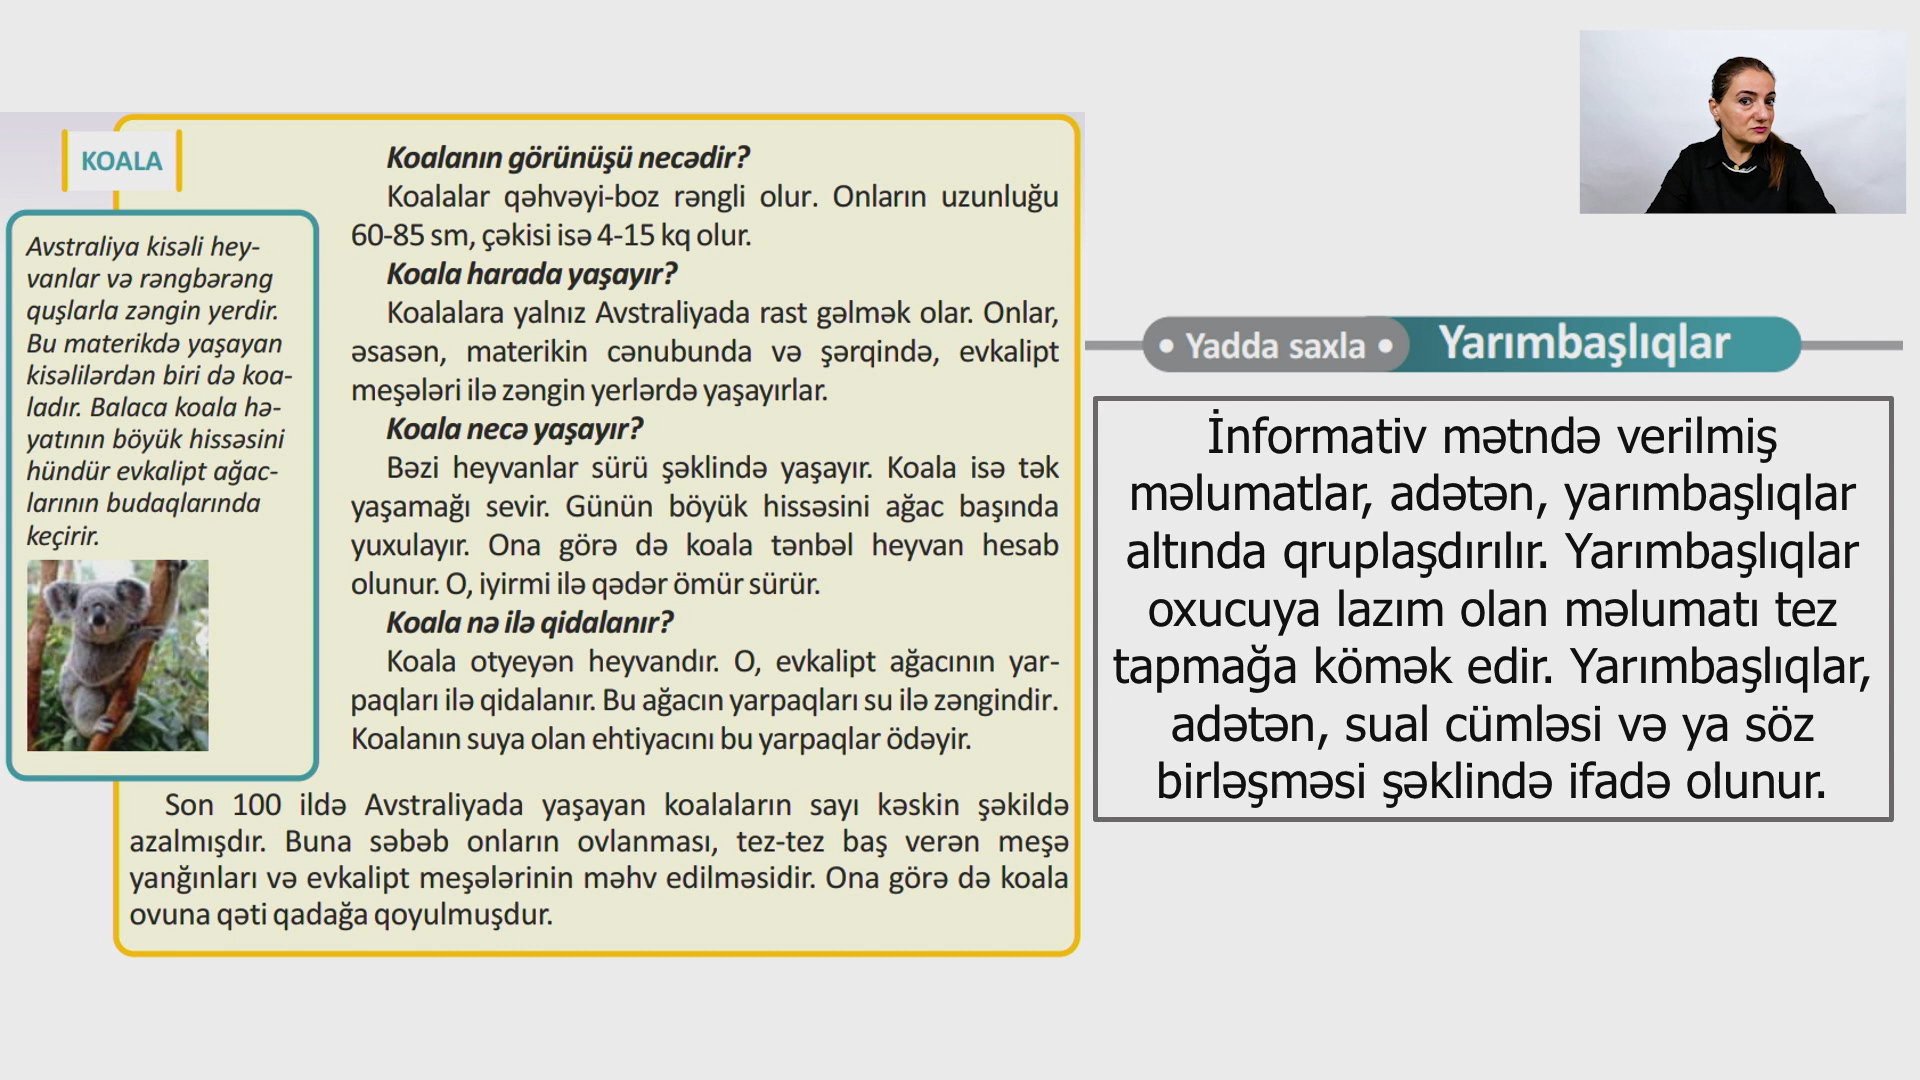 KOALA
Avstraliya kisəli hey-
vanlar və rəngbərəng
quşlarla zəngin yerdir.
Bu materikdə yaşayan
kisəlilərdən biri də koa-
ladır. Balaca koala hə-
yatının böyük hissəsini
hündür evkalipt ağac-
larının budaqlarında
keçirir.
Koalanın görünüşü necədir?
Koalalar qəhvəyi-boz rəngli olur. Onların uzunluğu
60-85 sm, çəkisi isə 4-15 kq olur.
Koala harada yaşayır?
Koalalara yalnız Avstraliyada rast gəlmək olar. Onlar,
əsasən, materikin cənubunda və şərqində, evkalipt
meşələri ilə zəngin yerlərdə yaşayırlar.
Koala necə yaşayır?
Bəzi heyvanlar sürü şəklində yaşayır. Koala isə tək
yaşamağı sevir. Günün böyük hissəsini ağac başında
yuxulayır. Ona görə də koala tənbəl heyvan hesab
olunur. O, iyirmi ilə qədər ömür sürür.
Koala nə ilə qidalanır?
Koala otyeyən heyvandır. O, evkalipt ağacının yar-
paqları ilə qidalanır. Bu ağacın yarpaqları su ilə zəngindir.
Koalanın suya olan ehtiyacını bu yarpaqlar ödəyir.
Son 100 ildə Avstraliyada yaşayan koalaların sayı kəskin şəkildə
azalmışdır. Buna səbəb onların ovlanması, tez-tez baş verən meşə
yanğınları və evkalipt meşələrinin məhv edilməsidir. Ona görə də koala
ovuna qəti qadağa qoyulmuşdur.
• Yadda saxla • Yarımbaşlıqlar
İnformativ mətndə verilmiş
məlumatlar, adətən, yarımbaşlıqlar
altında qruplaşdırılır. Yarımbaşlıqlar
oxucuya lazım olan məlumatı tez
tapmağa kömək edir. Yarımbaşlıqlar,
adətən, sual cümləsi və ya söz
birləşməsi şəklində ifadə olunur.